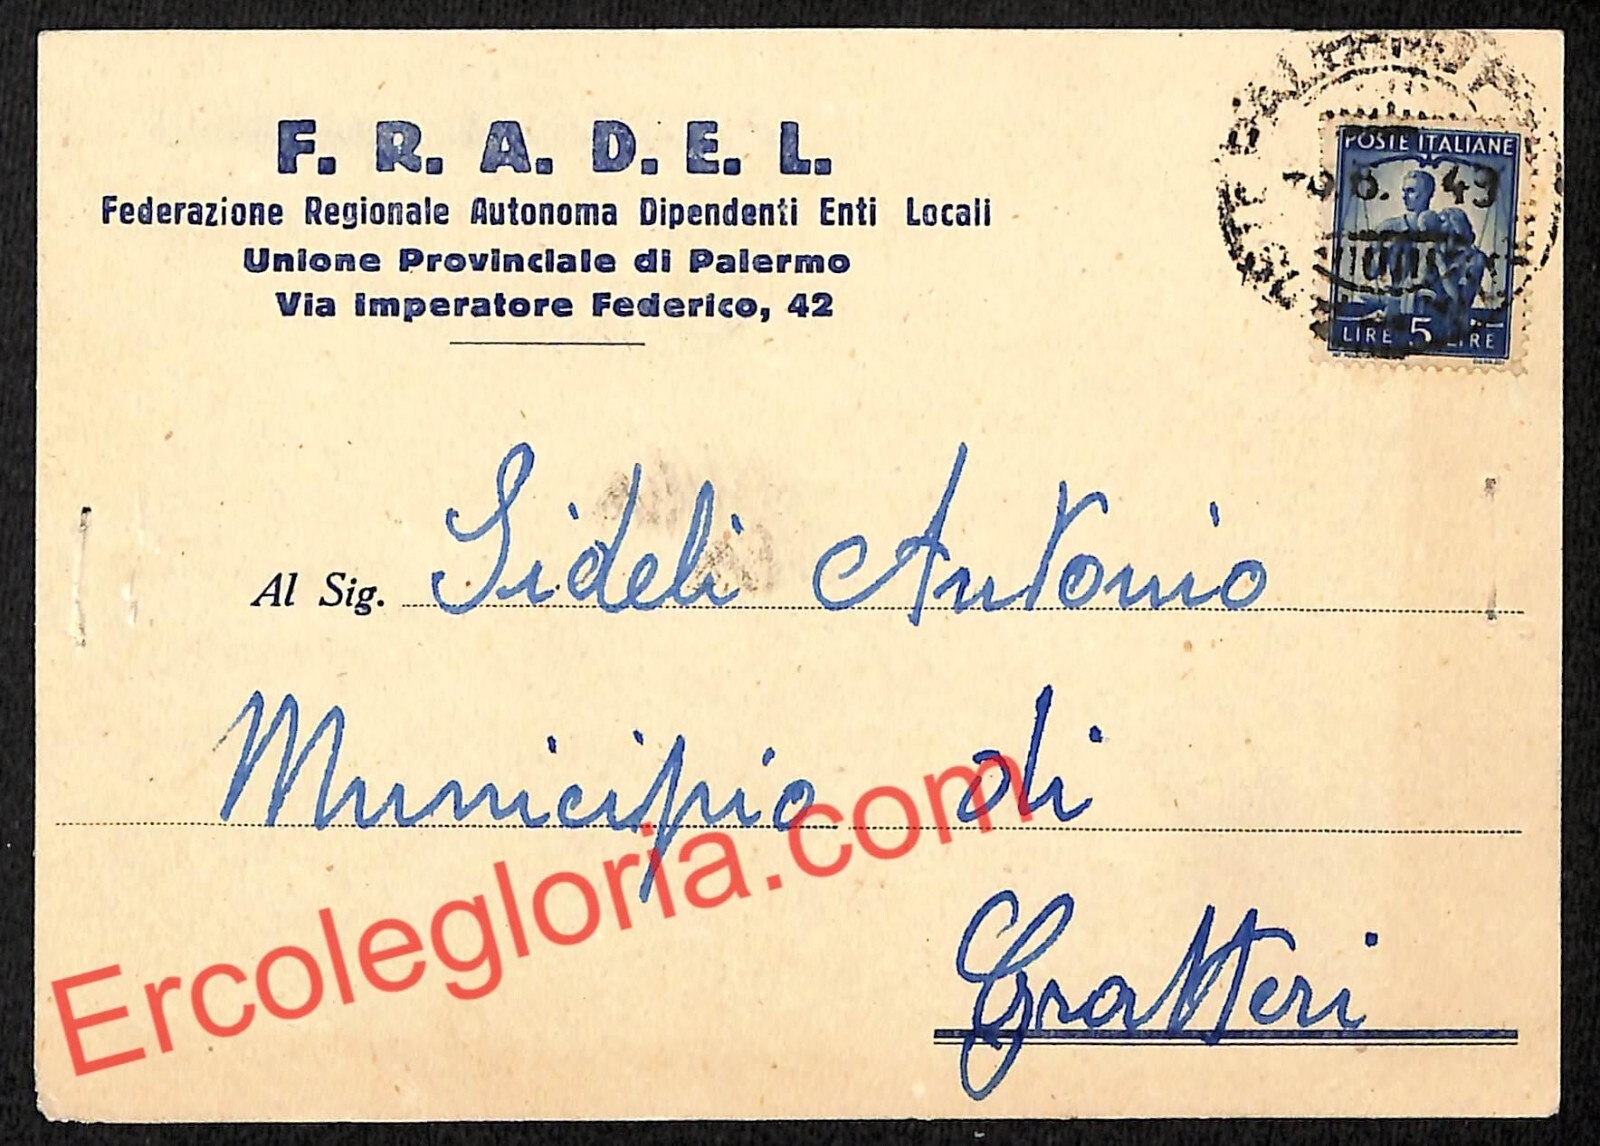 F. R. A. D. E. L.
Federazione Regionale Autonoma Dipendenti Enti Locali
Unione Provinciale di Palermo
Via Imperatore Federico, 42
POSTE ITALIANE
49
LIRE 5 LIRE
Al Sig. Sideli Antonio
Municipio di
Gratteri
Ercolegloria.com